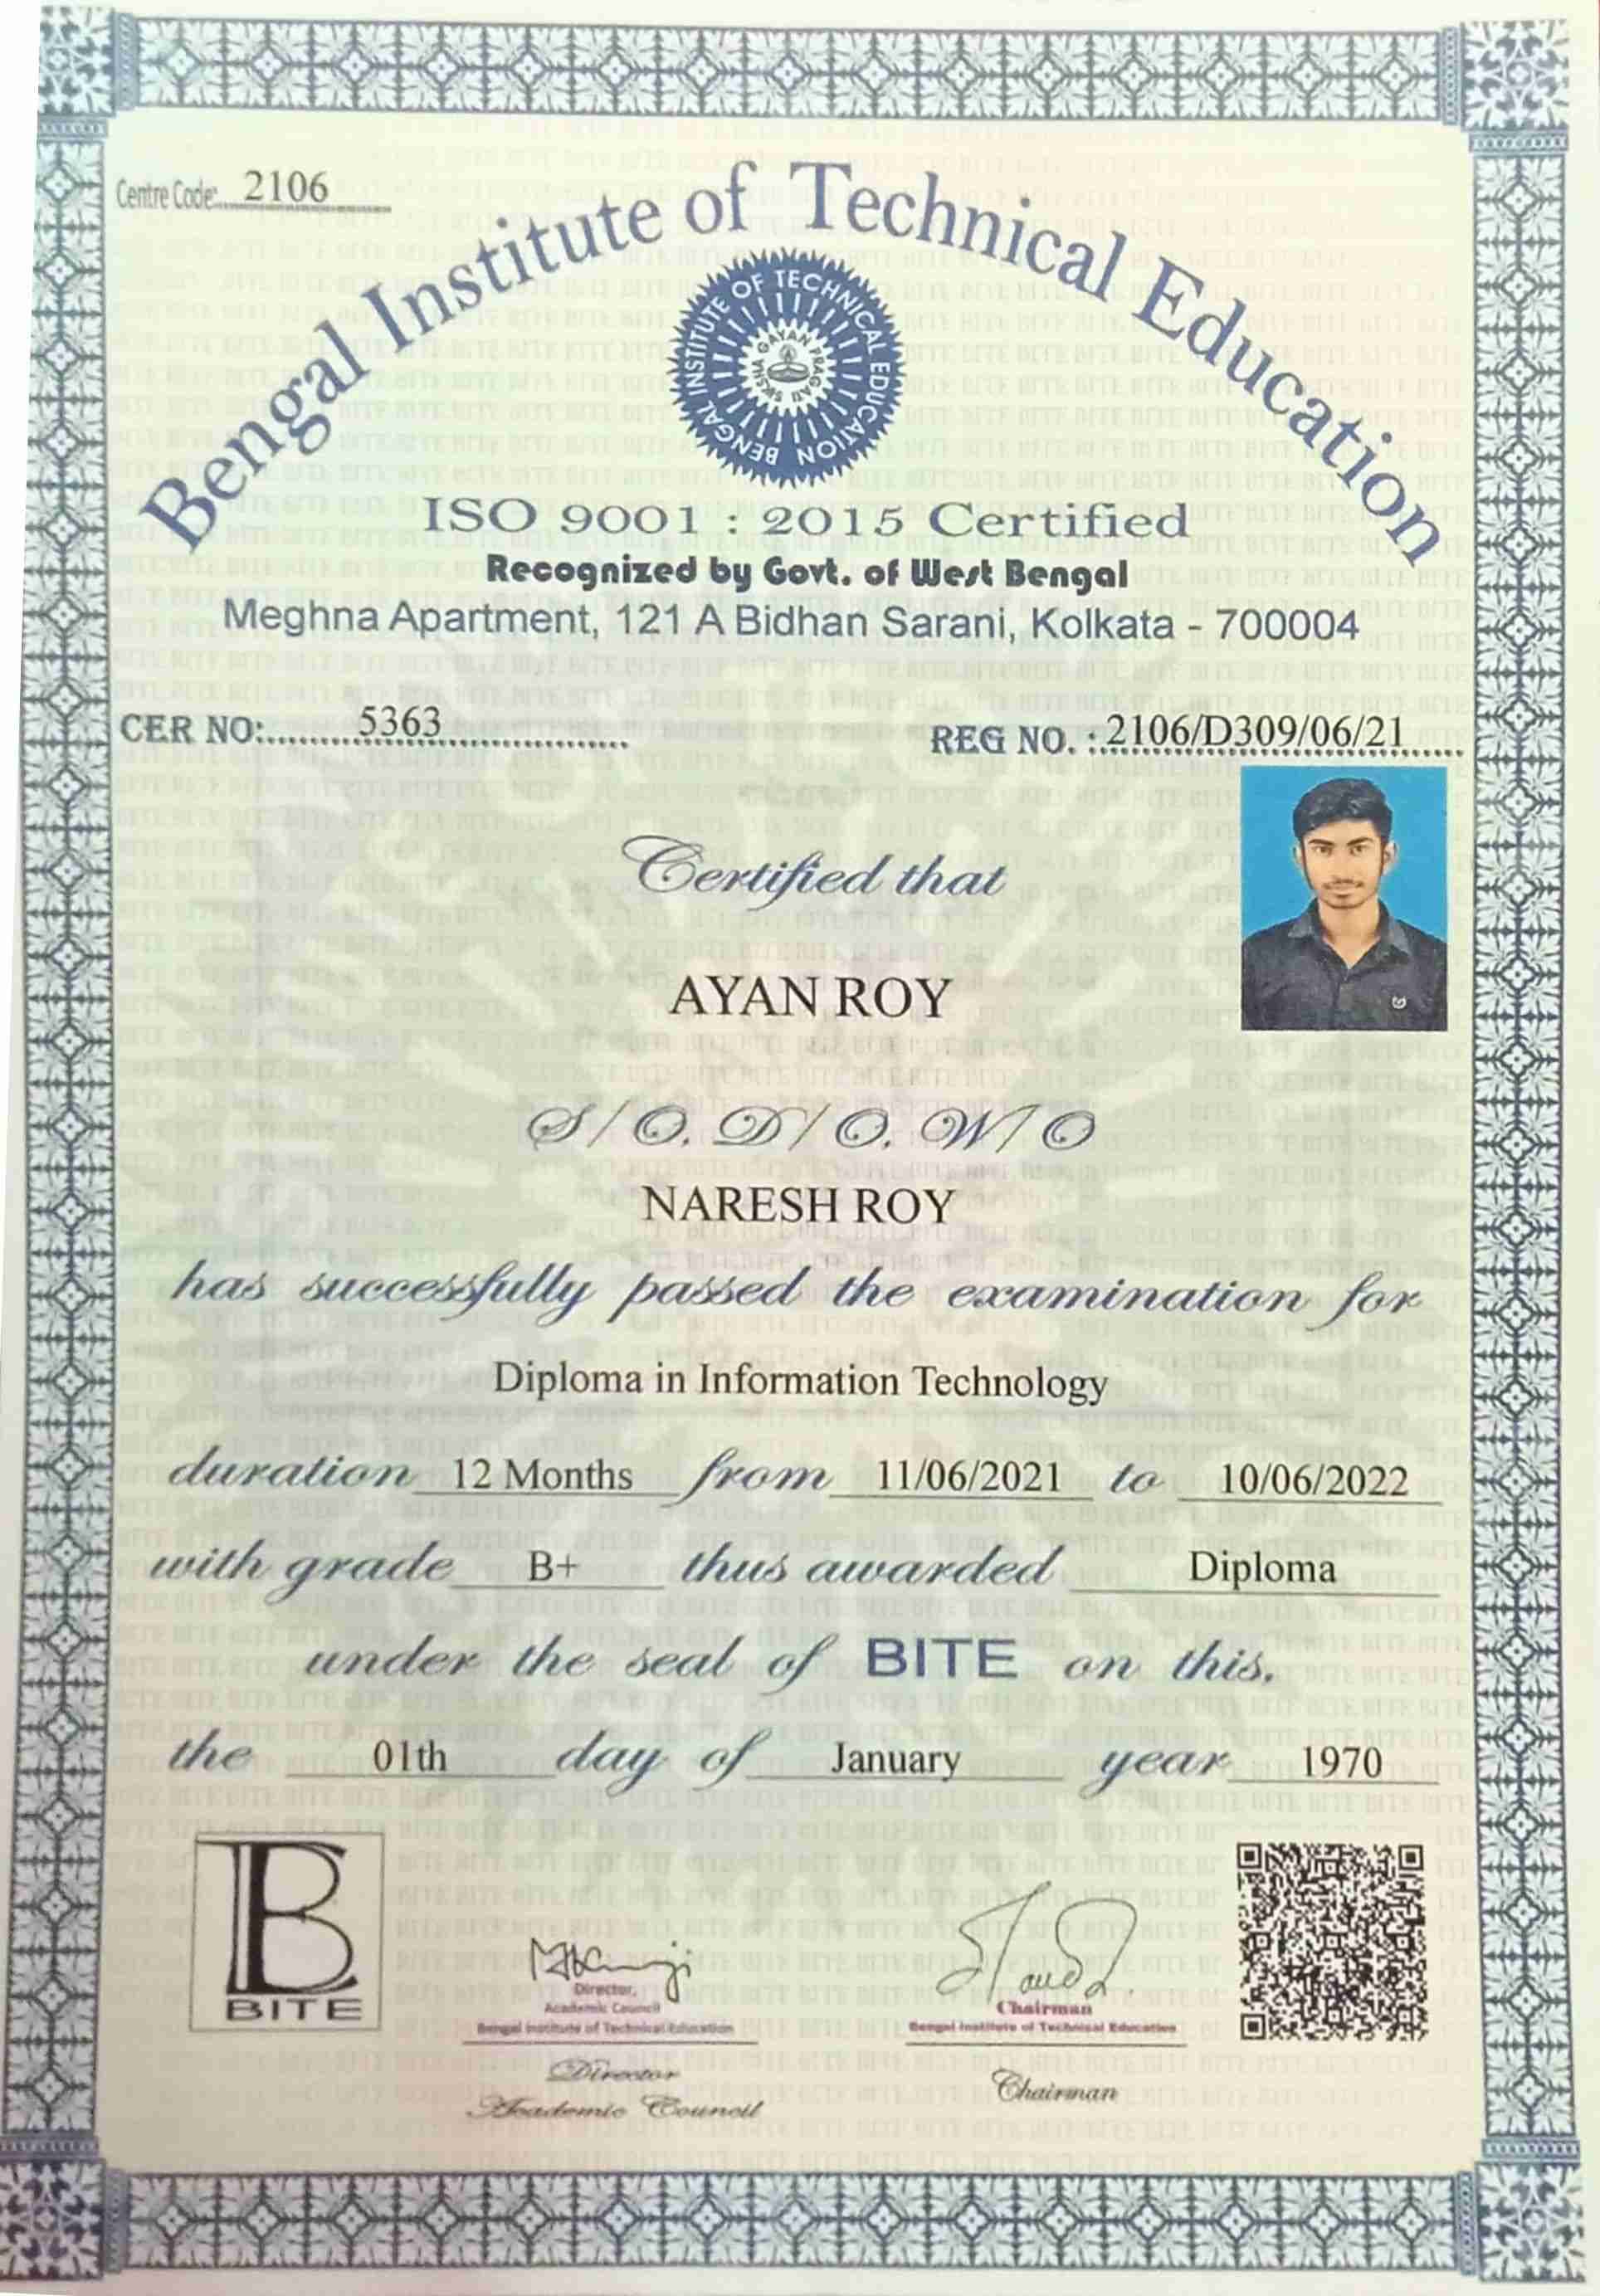 Centre Code:....2106
Bengal Institute of Technical Education
BENGAL INSTITUTE OF TECHNICAL EDUCATION
GAYAN PRAGATI
ISO 9001 : 2015 Certified
Recognized by Govt. of West Bengal
Meghna Apartment, 121 A Bidhan Sarani, Kolkata - 700004
CER NO:.........5363........................
REG NO. : 2106/D309/06/21......
Certified that
AYAN ROY
S/O. D/O. W/O
NARESH ROY
has successfully passed the examination for
Diploma in Information Technology
duration 12 Months from 11/06/2021 to 10/06/2022
with grade B+ thus awarded Diploma
under the seal of BITE on this,
the 01th day of January year 1970
BITE
Director,
Academic Council
Bengal Institute of Technical Education
Director
Academic Council
Chairman
Bengal Institute of Technical Education
Chairman